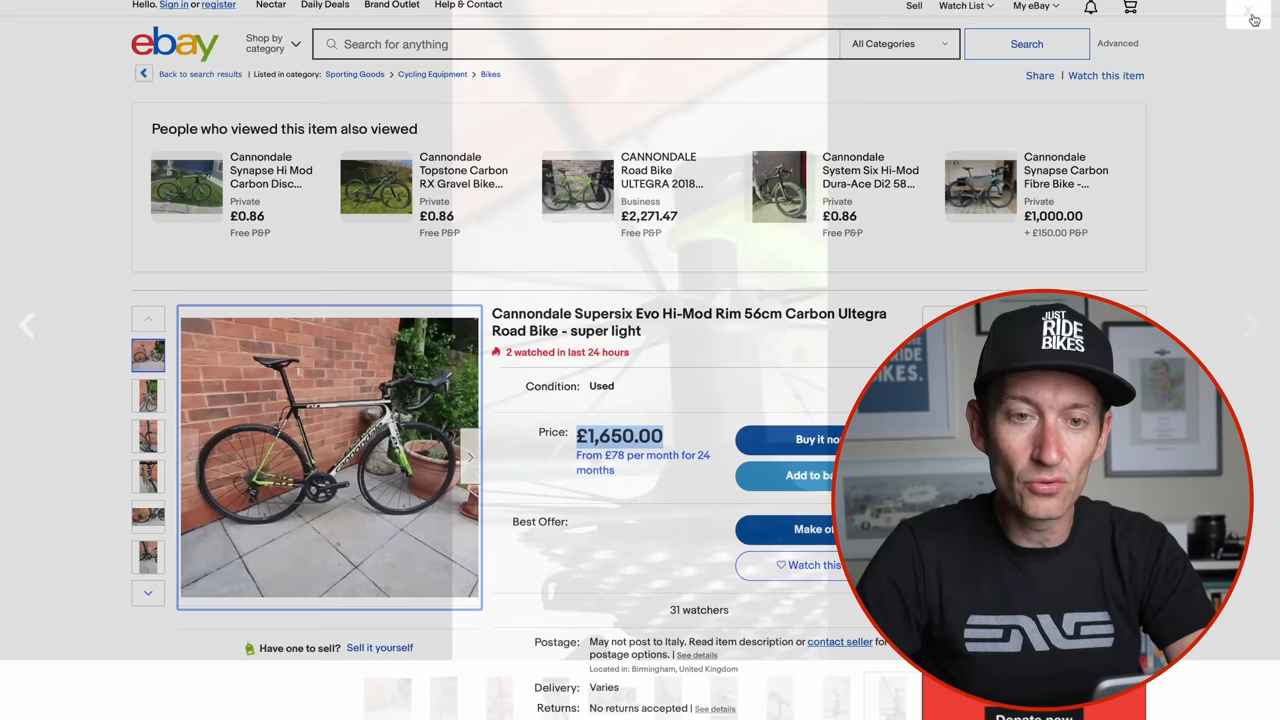 Hello. Sign in or register
Nectar
Daily Deals
Brand Outlet
Help & Contact
Sell
Watch List
My eBay
ebay
Shop by
category
Search for anything
All Categories
Search
Advanced
Back to search results | Listed in category: Sporting Goods > Cycling Equipment > Bikes
Share | Watch this item
People who viewed this item also viewed
Cannondale
Synapse Hi Mod
Carbon Disc...
Private
£0.86
Free P&P
Cannondale
Topstone Carbon
RX Gravel Bike...
Private
£0.86
Free P&P
CANNONDALE
Road Bike
ULTEGRA 2018...
Business
£2,271.47
Free P&P
Cannondale
System Six Hi-Mod
Dura-Ace Di2 58...
Private
£0.86
Free P&P
Cannondale
Synapse Carbon
Fibre Bike -...
Private
£1,000.00
+ £150.00 P&P
Cannondale Supersix Evo Hi-Mod Rim 56cm Carbon Ultegra
Road Bike - super light
2 watched in last 24 hours
Condition: Used
Price: £1,650.00
From £78 per month for 24
months
Buy it no
Add to ba
Best Offer:
Make of
Watch this
31 watchers
Postage: May not post to Italy. Read item description or contact seller for
postage options. | See details
Located in: Birmingham, United Kingdom
Delivery: Varies
Returns: No returns accepted | See details
Have one to sell? Sell it yourself
JUST
RIDE
BIKES
RIDE
KES.
ENVE
Donate now